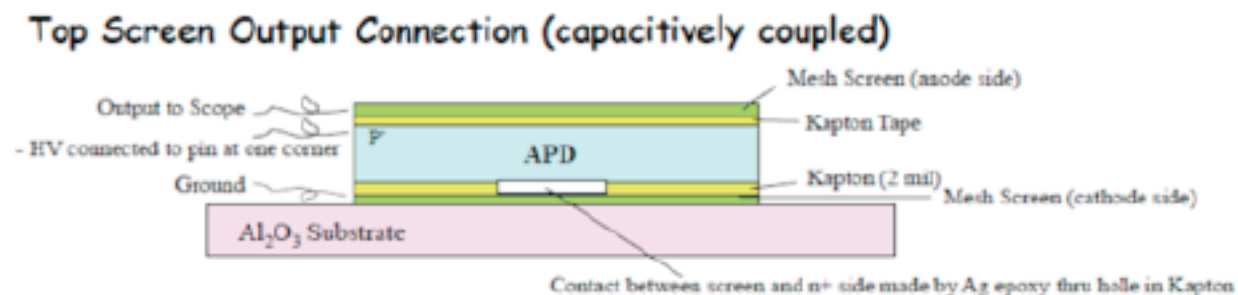 Top Screen Output Connection (capacitively coupled)
Mesh Screen (anode side)
Output to Scope
Kapton Tape
- HV connected to pin at one corner
P
APD
Ground
Kapton (2 mil)
Mesh Screen (cathode side)
Al₂O₃ Substrate
Contact between screen and n+ side made by Ag epoxy thru holle in Kapton